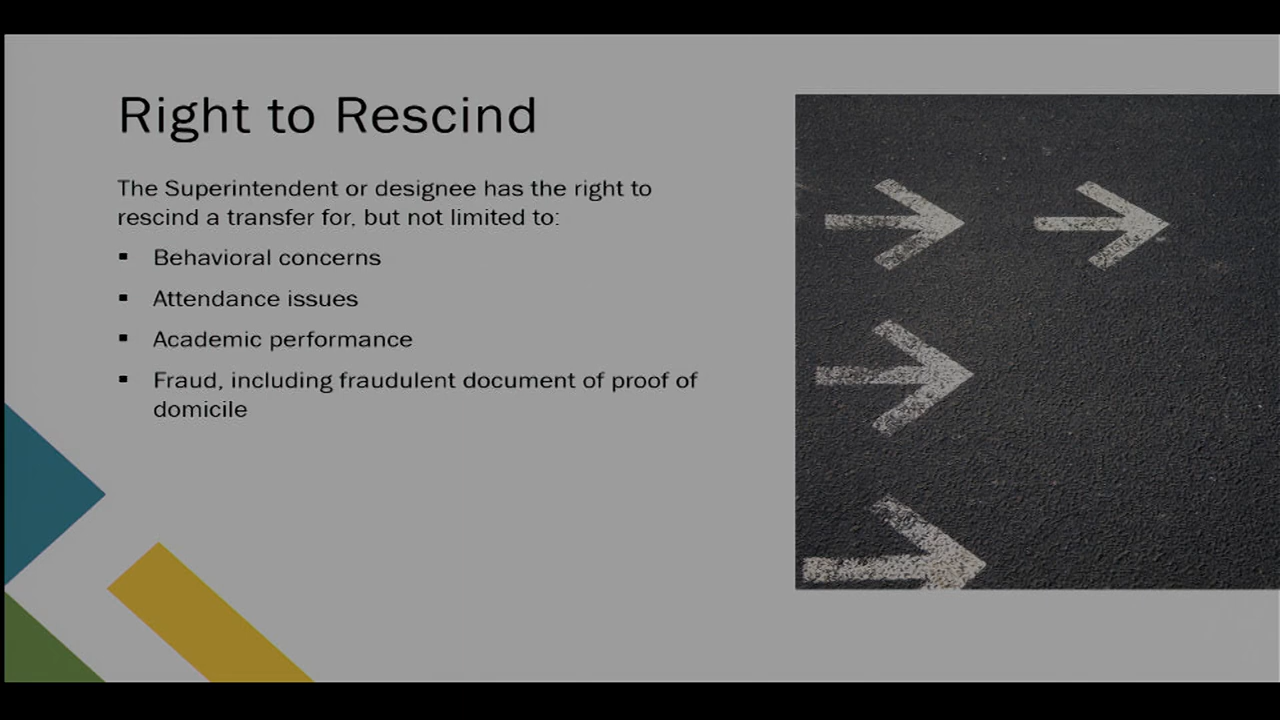 Right to Rescind
The Superintendent or designee has the right to
rescind a transfer for, but not limited to:
▪ Behavioral concerns
▪ Attendance issues
▪ Academic performance
▪ Fraud, including fraudulent document of proof of
domicile